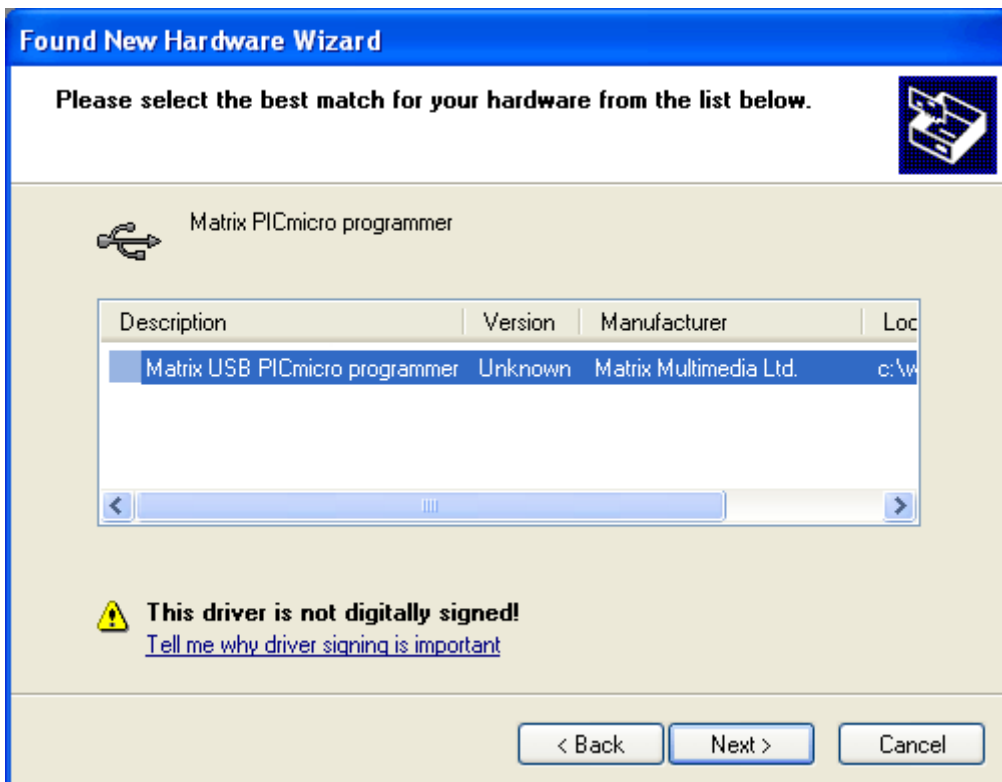 Found New Hardware Wizard
Please select the best match for your hardware from the list below.
Matrix PICmicro programmer
Description Version Manufacturer Loc
Matrix USB PICmicro programmer Unknown Matrix Multimedia Ltd. c:\w
This driver is not digitally signed!
Tell me why driver signing is important
< Back Next > Cancel